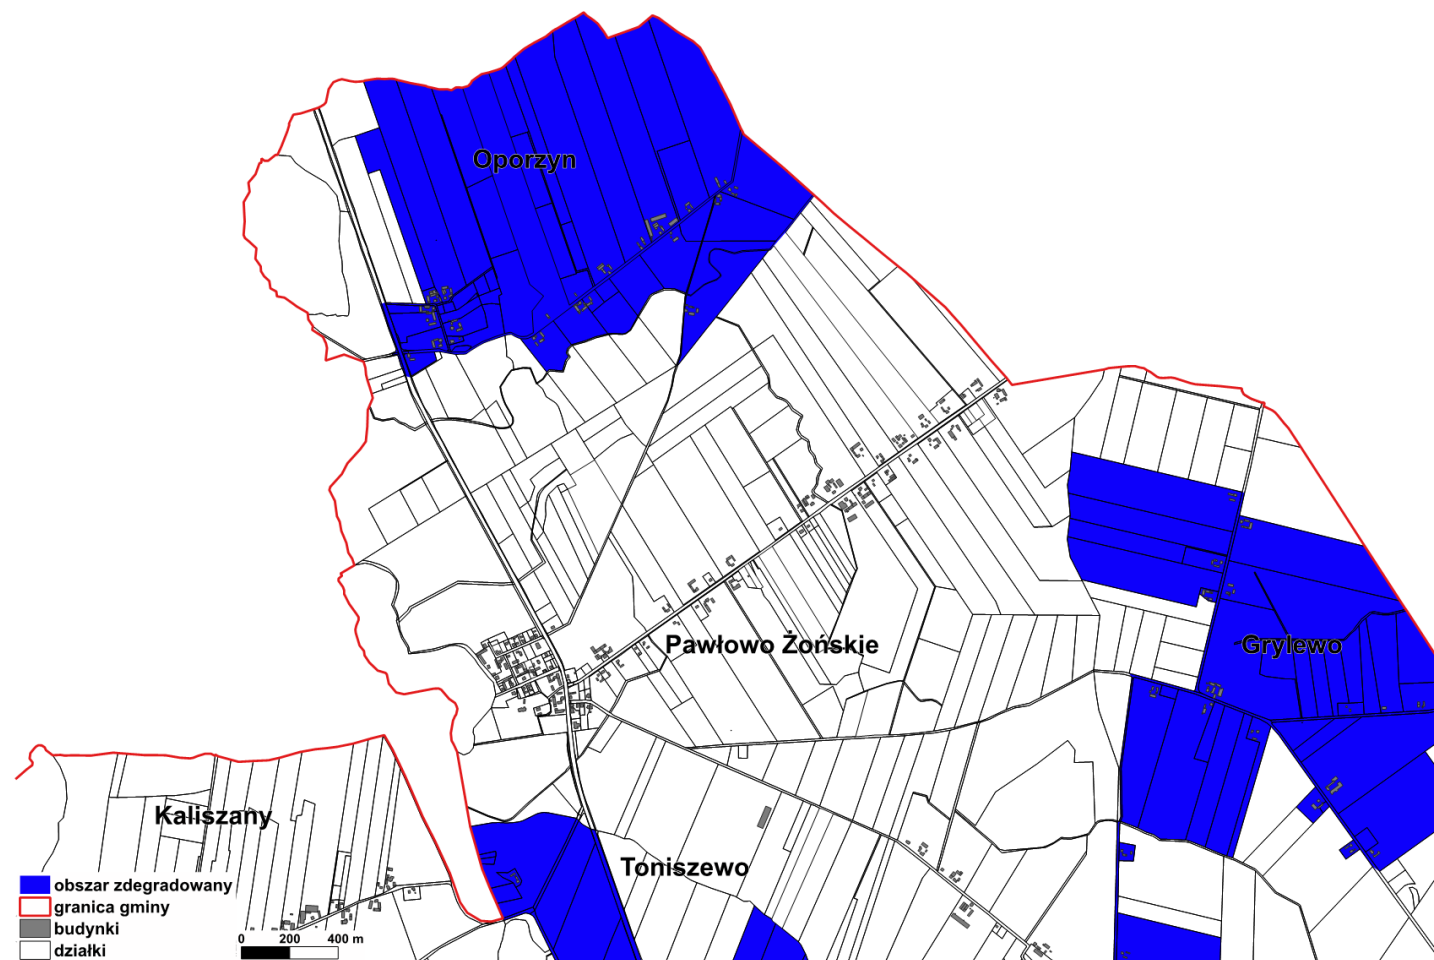 Oporzyn
Pawłowo Żońskie
Grylewo
Kaliszany
Toniszewo
obszar zdegradowany
granica gminy
budynki
działki
0 200 400 m